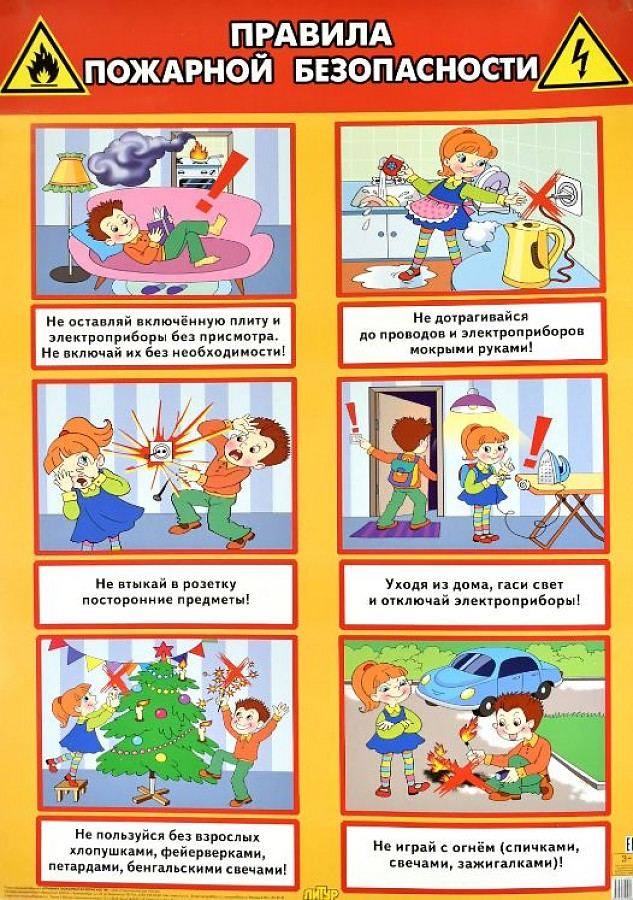 ПРАВИЛА
ПОЖАРНОЙ БЕЗОПАСНОСТИ
Не оставляй включённую плиту и
электроприборы без присмотра.
Не включай их без необходимости!
Не дотрагивайся
до проводов и электроприборов
мокрыми руками!
Не втыкай в розетку
посторонние предметы!
Уходя из дома, гаси свет
и отключай электроприборы!
Не пользуйся без взрослых
хлопушками, фейерверками,
петардами, бенгальскими свечами!
Не играй с огнём (спичками,
свечами, зажигалками)!
ЛИТУР